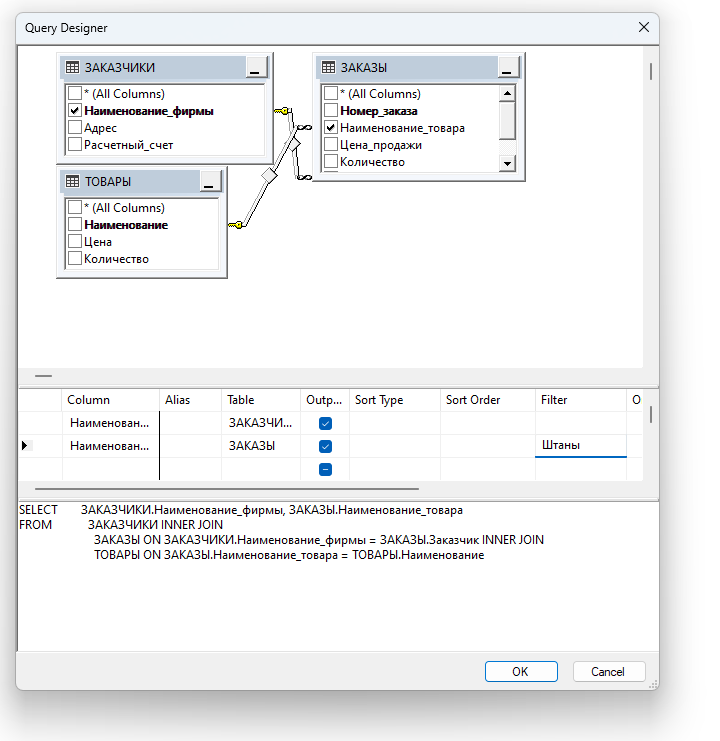 Query Designer
ЗАКАЗЧИКИ
* (All Columns)
Наименование_фирмы
Адрес
Расчетный_счет
ЗАКАЗЫ
* (All Columns)
Номер_заказа
Наименование_товара
Цена_продажи
Количество
ТОВАРЫ
* (All Columns)
Наименование
Цена
Количество
Column Alias Table Outp... Sort Type Sort Order Filter O
Наименован... ЗАКАЗЧИ...
Наименован... ЗАКАЗЫ Штаны
SELECT ЗАКАЗЧИКИ.Наименование_фирмы, ЗАКАЗЫ.Наименование_товара
FROM ЗАКАЗЧИКИ INNER JOIN
ЗАКАЗЫ ON ЗАКАЗЧИКИ.Наименование_фирмы = ЗАКАЗЫ.Заказчик INNER JOIN
ТОВАРЫ ON ЗАКАЗЫ.Наименование_товара = ТОВАРЫ.Наименование
OK Cancel